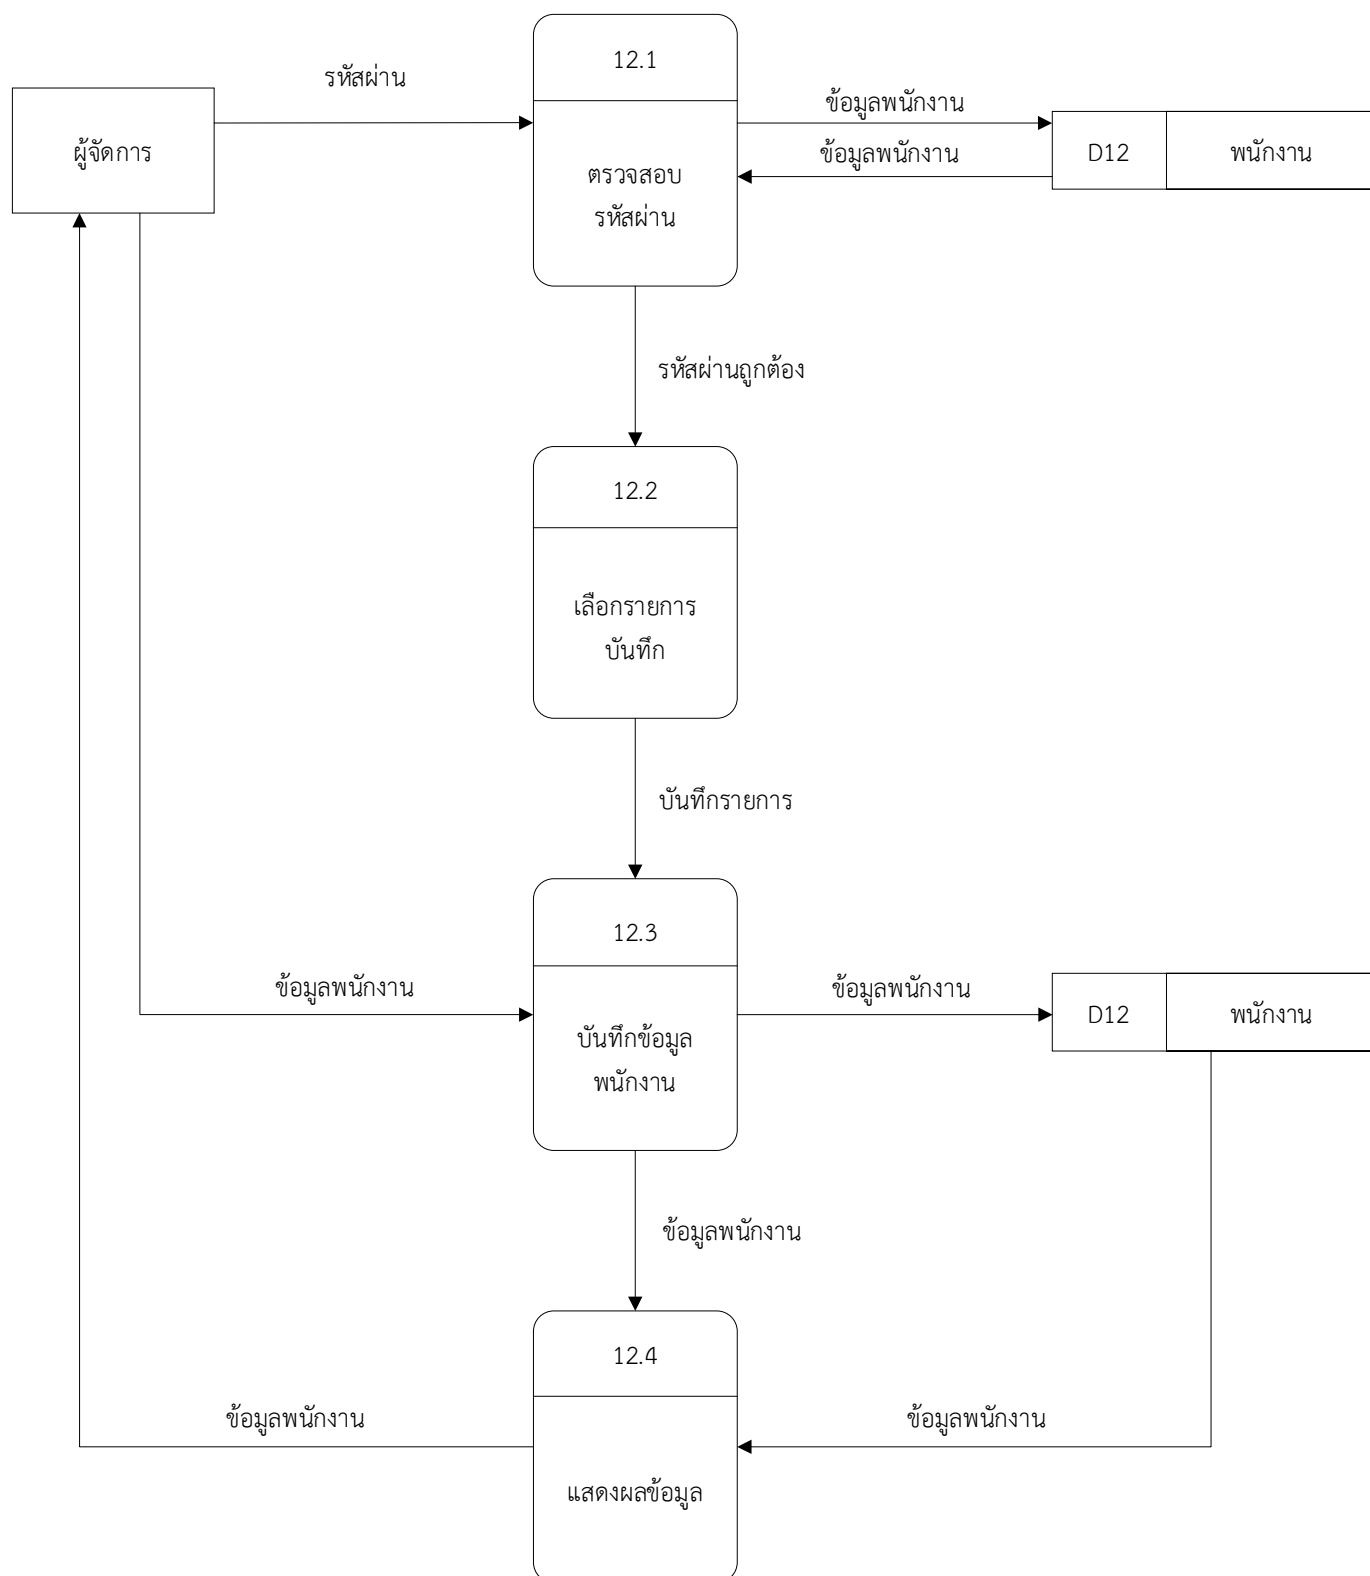 12.1
รหัสผ่าน
ข้อมูลพนักงาน
ผู้จัดการ
ตรวจสอบ
รหัสผ่าน
ข้อมูลพนักงาน
D12
พนักงาน
รหัสผ่านถูกต้อง
12.2
เลือกรายการ
บันทึก
บันทึกรายการ
12.3
ข้อมูลพนักงาน
ข้อมูลพนักงาน
บันทึกข้อมูล
พนักงาน
D12
พนักงาน
ข้อมูลพนักงาน
12.4
ข้อมูลพนักงาน
ข้อมูลพนักงาน
แสดงผลข้อมูล